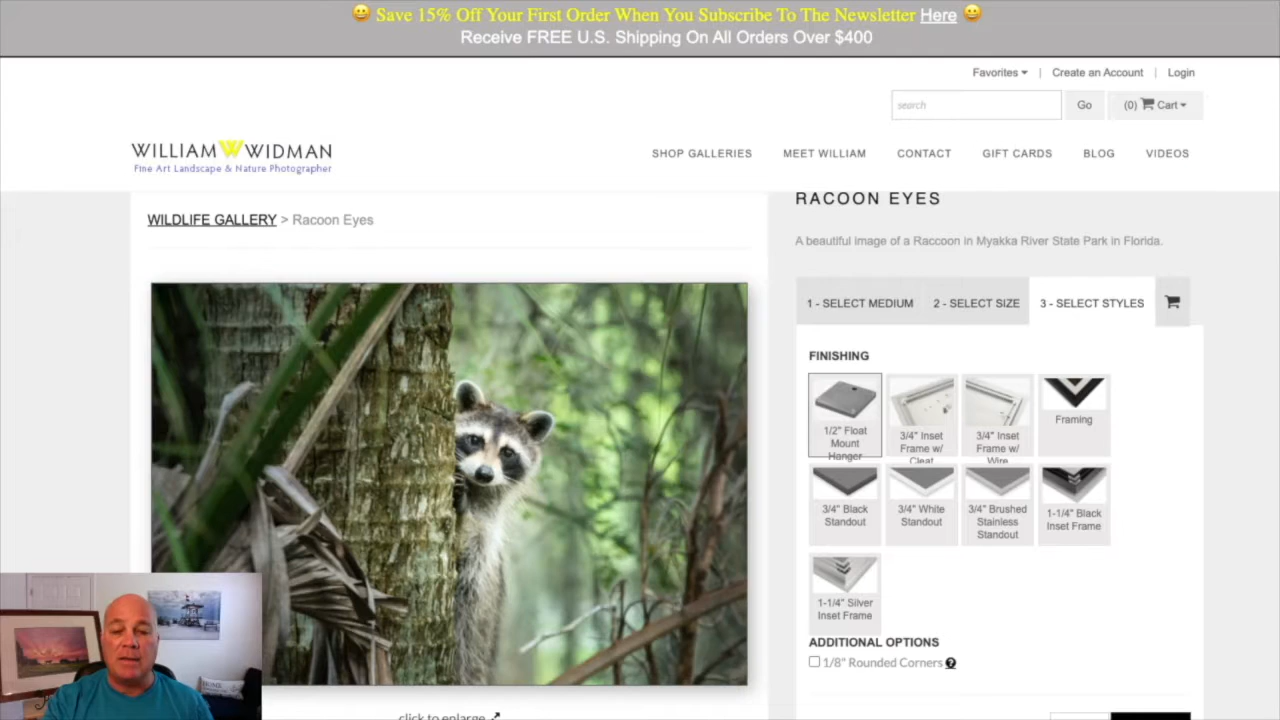 Save 15% Off Your First Order When You Subscribe To The Newsletter Here
Receive FREE U.S. Shipping On All Orders Over $400
Favorites | Create an Account | Login
search Go (0) Cart
WILLIAM WIDMAN
Fine Art Landscape & Nature Photographer
SHOP GALLERIES MEET WILLIAM CONTACT GIFT CARDS BLOG VIDEOS
WILDLIFE GALLERY > Racoon Eyes
RACOON EYES
A beautiful image of a Raccoon in Myakka River State Park in Florida.
1 - SELECT MEDIUM 2 - SELECT SIZE 3 - SELECT STYLES
FINISHING
1/2" Float
Mount
Hanger
3/4" Inset
Frame w/
Cleat
3/4" Inset
Frame w/
Wire
Framing
3/4" Black
Standout
3/4" White
Standout
3/4" Brushed
Stainless
Standout
1-1/4" Black
Inset Frame
1-1/4" Silver
Inset Frame
ADDITIONAL OPTIONS
1/8" Rounded Corners ?
click to enlarge